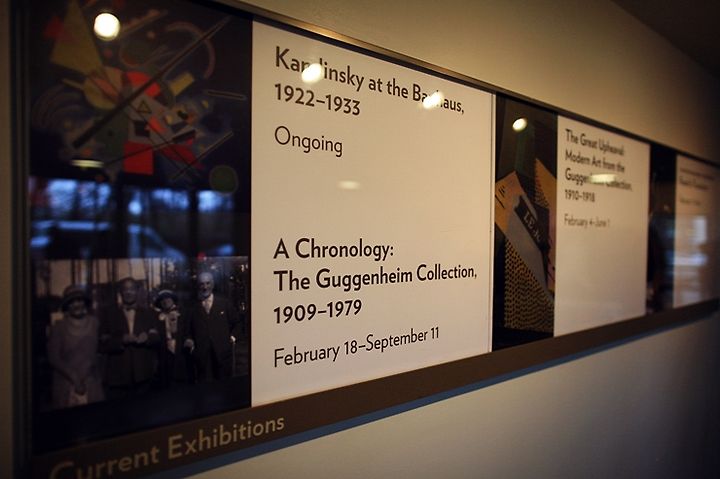 Kandinsky at the Bauhaus,
1922–1933
Ongoing
A Chronology:
The Guggenheim Collection,
1909–1979
February 18–September 11
The Great Upheaval:
Modern Art from the
Guggenheim Collection,
1910–1918
February 4–June 1
Current Exhibitions